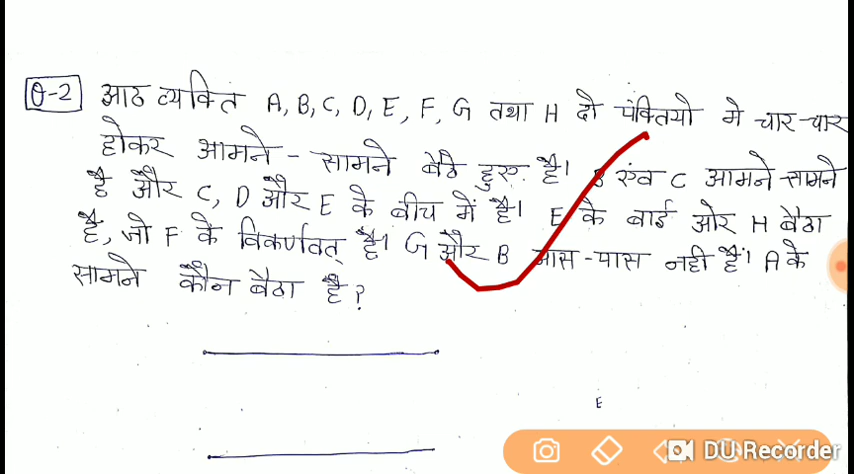 Q-2 आठ व्यक्ति A, B, C, D, E, F, G तथा H दो पंक्तियो मे चार-चार
होकर आमने-सामने बैठे हुए है। B एंव C आमने सामने
है और C, D और E के बीच में है। E के बाई ओर H बैठा
है, जो F के विकर्णवत् है। G और B आस-पास नही हैं। A के
सामने कौन बैठा है?
E
DU Recorder